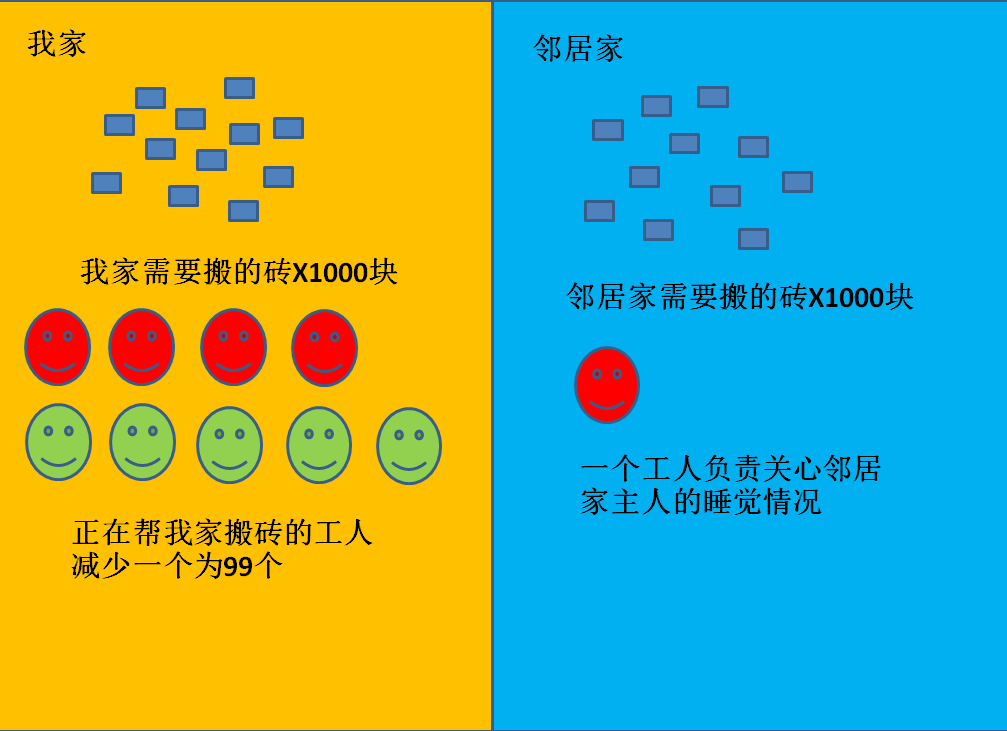 我家
我家需要搬的砖X1000块
正在帮我家搬砖的工人
减少一个为99个
邻居家
邻居家需要搬的砖X1000块
一个工人负责关心邻居
家主人的睡觉情况